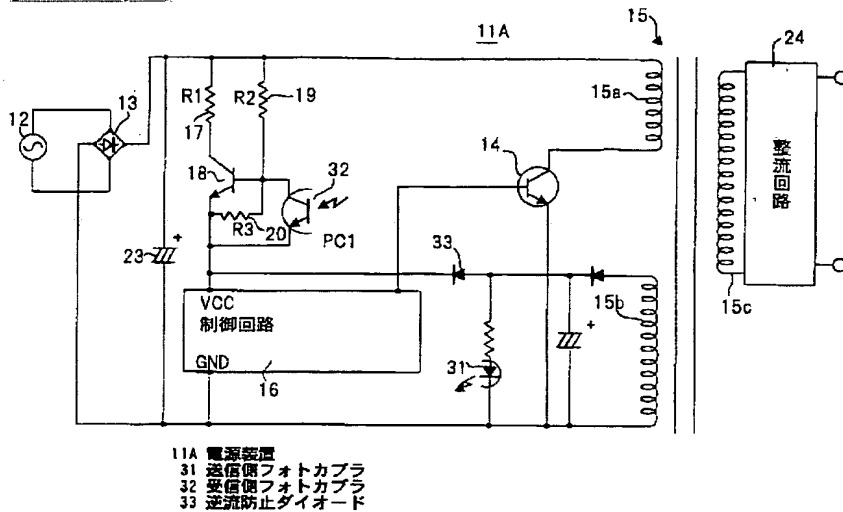 11A
15
24
12
13
R1
17
R2
19
15a
14
整流回路
18
32
R3
20
PC1
33
23
VCC
制御回路
GND
16
31
15b
15c
11A 電源装置
31 送信側フォトカプラ
32 受信側フォトカプラ
33 逆流防止ダイオード